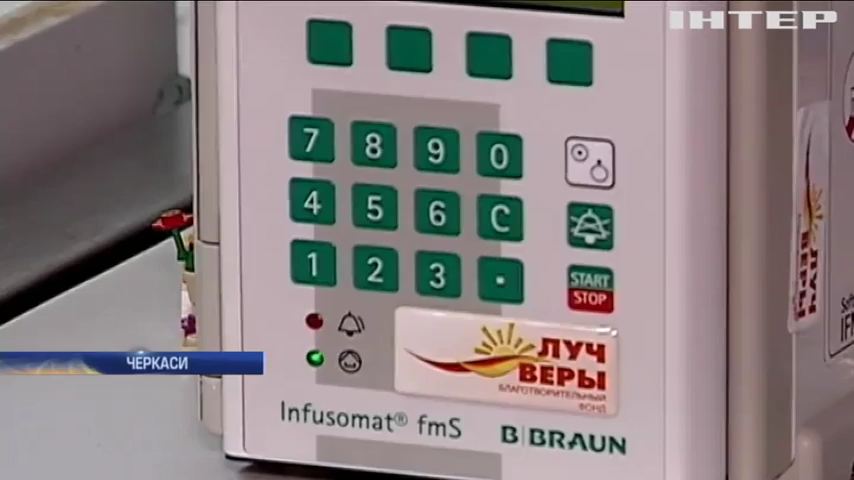 ІНТЕР
7 8 9 0
4 5 6 C
1 2 3 .
START
STOP
ЛУЧ
ВЕРЫ
БЛАГОТВОРИТЕЛЬНЫЙ
ФОНД
ЧЕРКАСИ
Infusomat® fmS
B|BRAUN